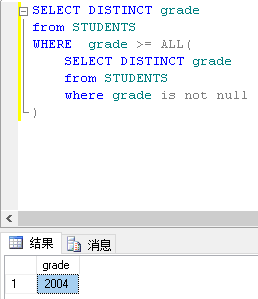 SELECT DISTINCT grade
from STUDENTS
WHERE  grade >= ALL(
    SELECT DISTINCT grade
    from STUDENTS
    where grade is not null
)
结果 消息
grade
1 2004